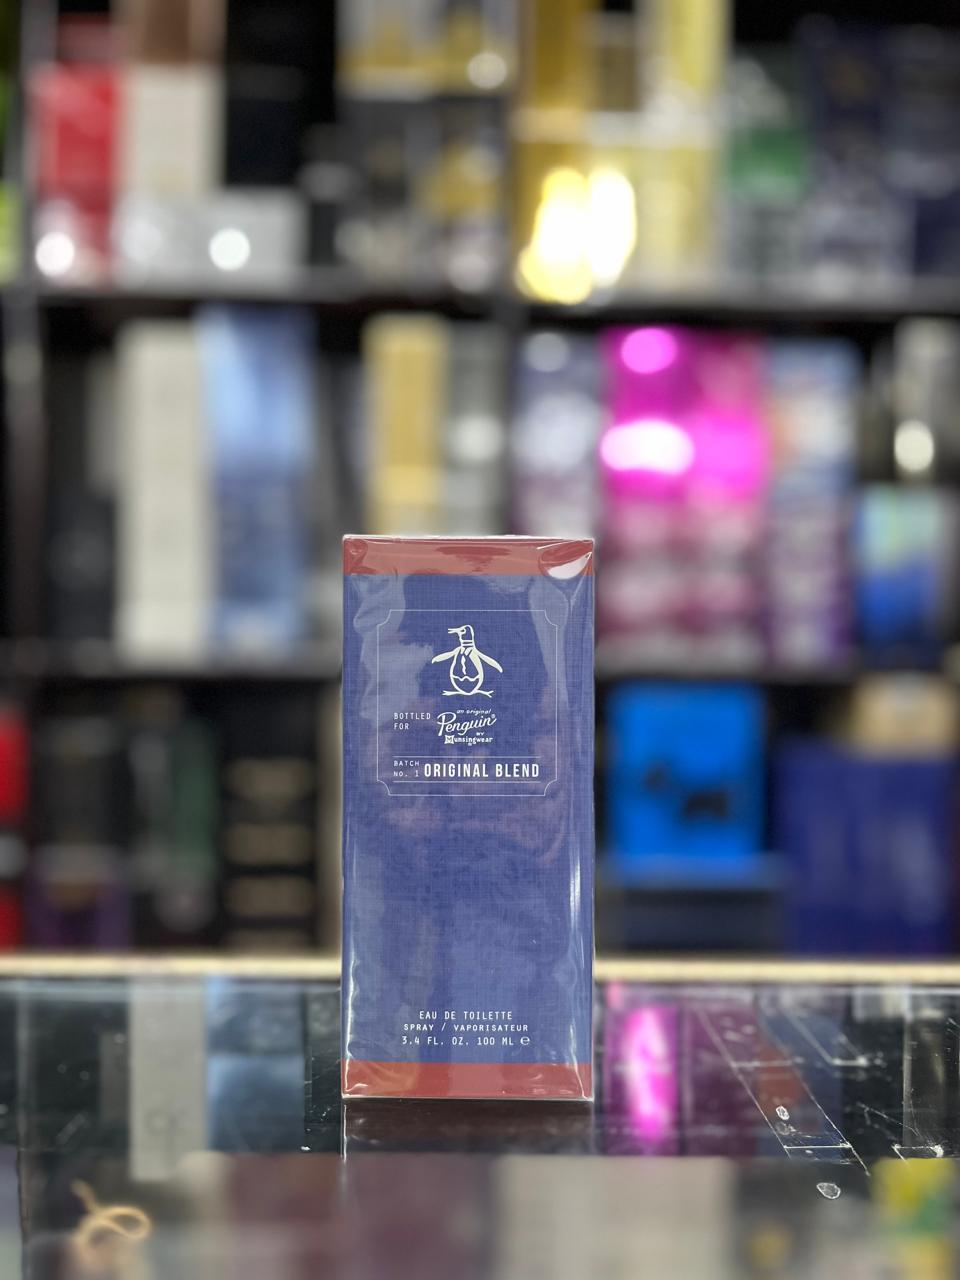 an original
BOTTLED FOR Penguin®
BY
Munsingwear
BATCH NO. 1 ORIGINAL BLEND
EAU DE TOILETTE
SPRAY / VAPORISATEUR
3.4 FL. OZ. 100 ML ℮